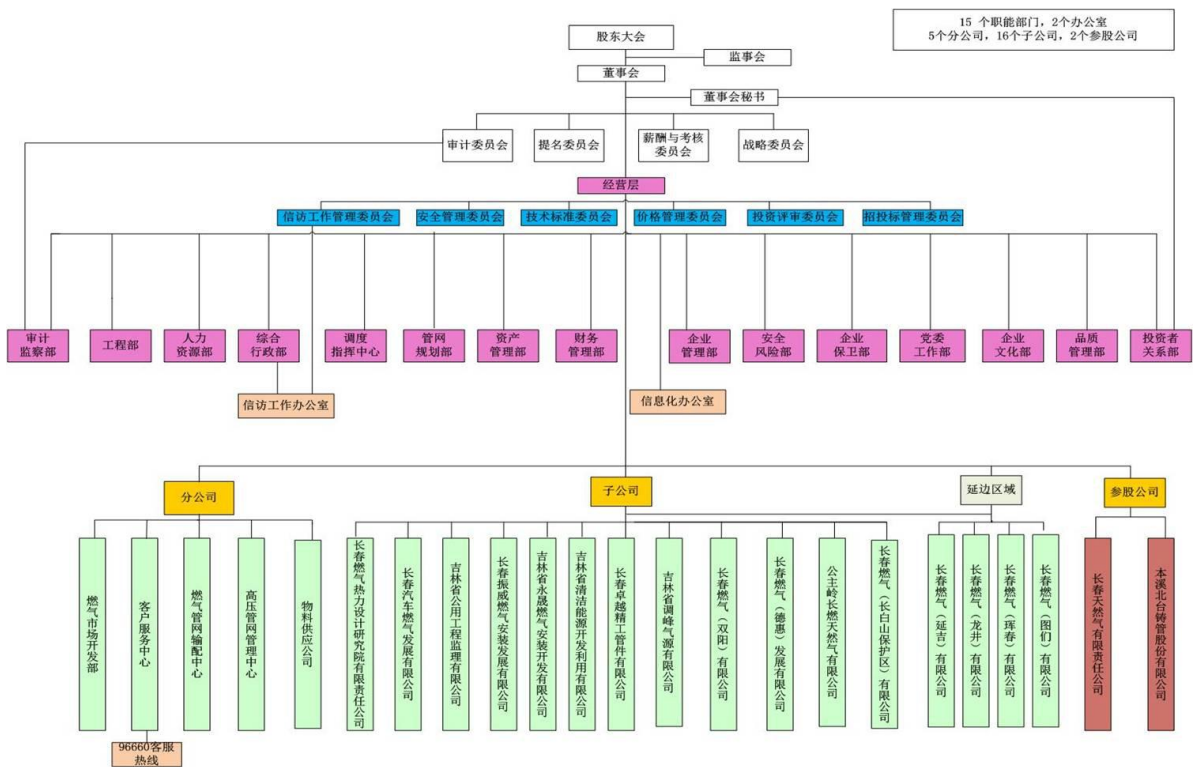 15 个职能部门，2个办公室
5个分公司，16个子公司，2个参股公司
股东大会
监事会
董事会
董事会秘书
审计委员会
提名委员会
薪酬与考核
委员会
战略委员会
经营层
信访工作管理委员会
安全管理委员会
技术标准委员会
价格管理委员会
投资评审委员会
招投标管理委员会
审计
监察部
工程部
人力
资源部
综合
行政部
调度
指挥中心
管网
规划部
资产
管理部
财务
管理部
企业
管理部
安全
风险部
企业
保卫部
党委
工作部
企业
文化部
品质
管理部
投资者
关系部
信访工作办公室
信息化办公室
分公司
子公司
延边区域
参股公司
燃气市场开发部
客户服务中心
燃气管网输配中心
高压管网管理中心
物料供应公司
长春燃气热力设计研究院有限责任公司
长春汽车燃气发展有限公司
吉林省公用工程监理有限公司
长春振威燃气安装发展有限公司
吉林省永晟燃气安装开发有限公司
吉林省清洁能源开发利用有限公司
长春卓越精工管件有限公司
吉林省调峰气源有限公司
长春燃气（双阳）有限公司
长春燃气（德惠）发展有限公司
公主岭长燃天然气有限公司
长春燃气（长白山保护区）有限公司
长春燃气（延吉）有限公司
长春燃气（龙井）有限公司
长春燃气（珲春）有限公司
长春燃气（图们）有限公司
长春天然气有限责任公司
本溪北台铸管股份有限公司
96660客服
热线